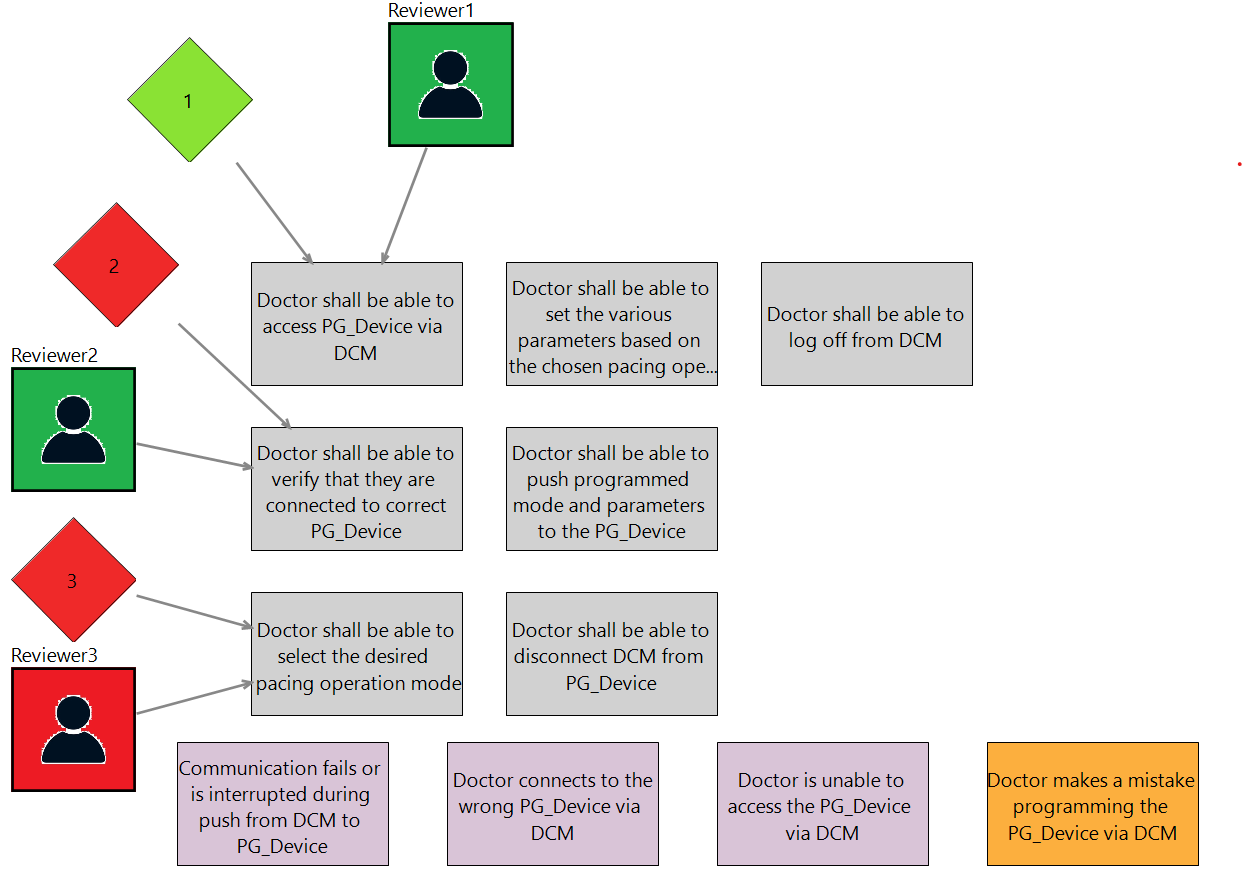 Reviewer1
1
2
Doctor shall be able to
access PG_Device via
DCM
Doctor shall be able to
set the various
parameters based on
the chosen pacing ope...
Doctor shall be able to
log off from DCM
Reviewer2
Doctor shall be able to
verify that they are
connected to correct
PG_Device
Doctor shall be able to
push programmed
mode and parameters
to the PG_Device
3
Reviewer3
Doctor shall be able to
select the desired
pacing operation mode
Doctor shall be able to
disconnect DCM from
PG_Device
Communication fails or
is interrupted during
push from DCM to
PG_Device
Doctor connects to the
wrong PG_Device via
DCM
Doctor is unable to
access the PG_Device
via DCM
Doctor makes a mistake
programming the
PG_Device via DCM